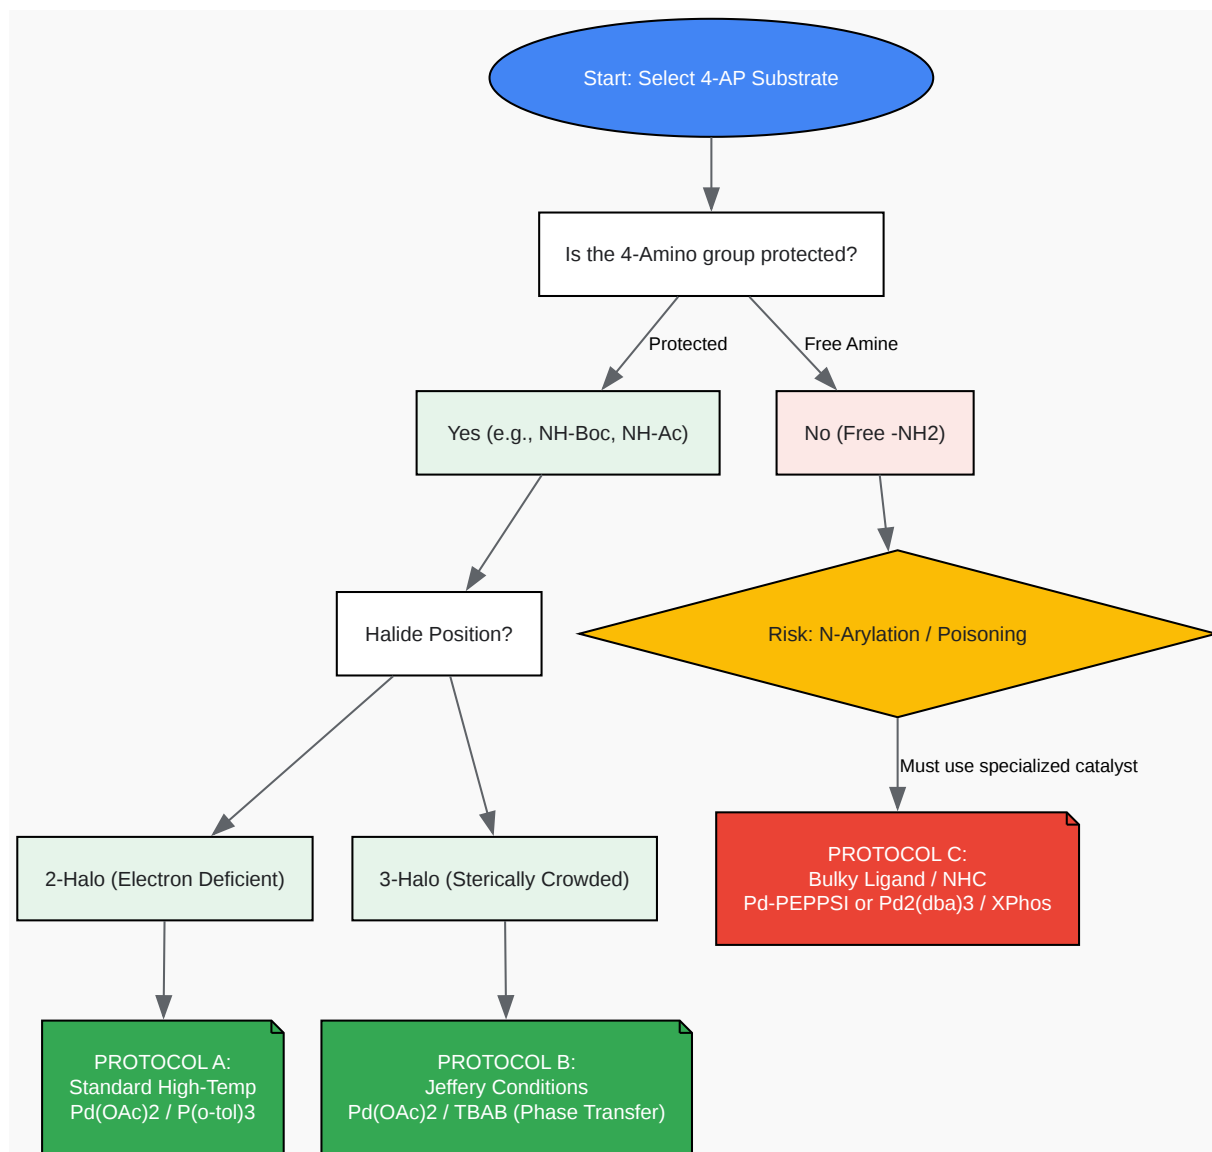 Start: Select 4-AP Substrate
Is the 4-Amino group protected?
Protected
Free Amine
Yes (e.g., NH-Boc, NH-Ac)
No (Free -NH2)
Halide Position?
Risk: N-Arylation / Poisoning
Must use specialized catalyst
2-Halo (Electron Deficient)
3-Halo (Sterically Crowded)
PROTOCOL C:
Bulky Ligand / NHC
Pd-PEPPSI or Pd2(dba)3 / XPhos
PROTOCOL A:
Standard High-Temp
Pd(OAc)2 / P(o-tol)3
PROTOCOL B:
Jeffery Conditions
Pd(OAc)2 / TBAB (Phase Transfer)